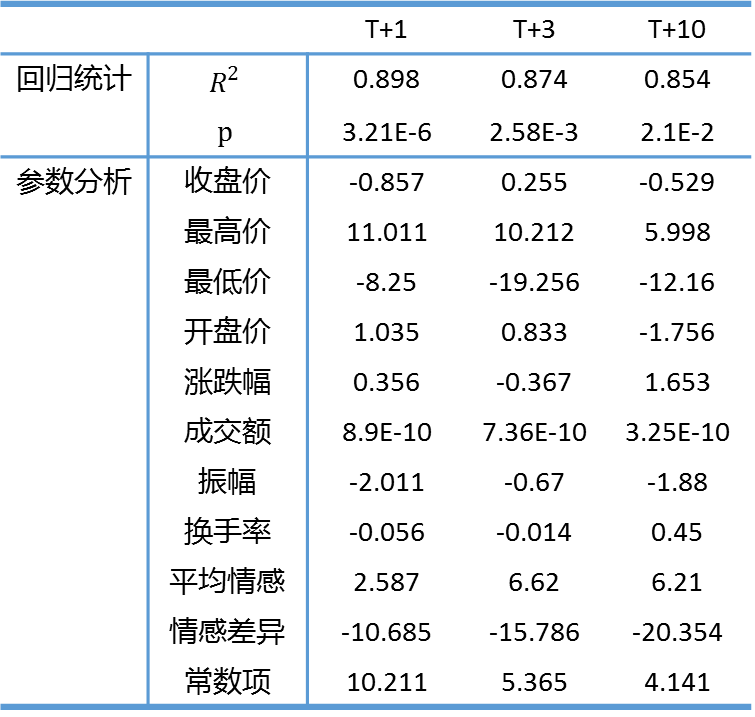 T+1 T+3 T+10
回归统计 R² 0.898 0.874 0.854
p 3.21E-6 2.58E-3 2.1E-2
参数分析 收盘价 -0.857 0.255 -0.529
最高价 11.011 10.212 5.998
最低价 -8.25 -19.256 -12.16
开盘价 1.035 0.833 -1.756
涨跌幅 0.356 -0.367 1.653
成交额 8.9E-10 7.36E-10 3.25E-10
振幅 -2.011 -0.67 -1.88
换手率 -0.056 -0.014 0.45
平均情感 2.587 6.62 6.21
情感差异 -10.685 -15.786 -20.354
常数项 10.211 5.365 4.141